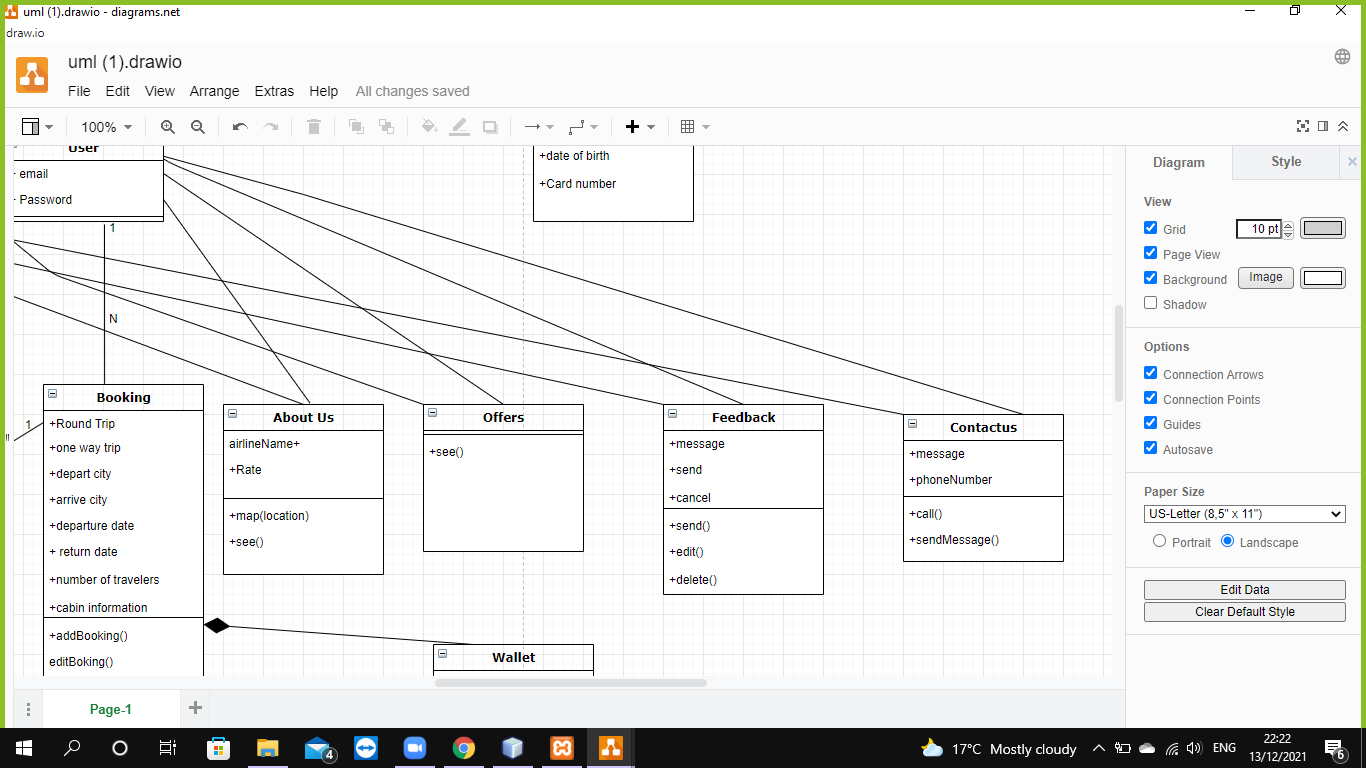 uml (1).drawio - diagrams.net
draw.io
uml (1).drawio
File Edit View Arrange Extras Help All changes saved
100%
User
email
Password
1
N
+date of birth
+Card number
Booking
1
+Round Trip
+one way trip
+depart city
+arrive city
+departure date
+ return date
+number of travelers
+cabin information
+addBooking()
editBoking()
About Us
airlineName+
+Rate
+map(location)
+see()
Offers
+see()
Feedback
+message
+send
+cancel
+send()
+edit()
+delete()
Contactus
+message
+phoneNumber
+call()
+sendMessage()
Wallet
Diagram Style
View
Grid 10 pt
Page View
Background Image
Shadow
Options
Connection Arrows
Connection Points
Guides
Autosave
Paper Size
US-Letter (8,5" x 11")
Portrait Landscape
Edit Data
Clear Default Style
Page-1
4
17°C Mostly cloudy
ENG
22:22
13/12/2021
6